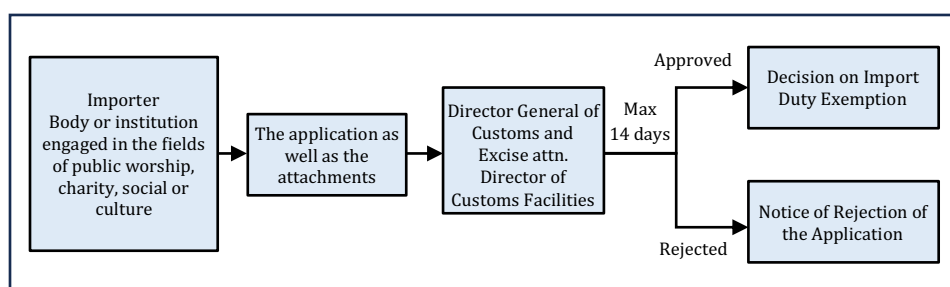 Importer
Body or institution
engaged in the fields
of public worship,
charity, social or
culture
The application as
well as the
attachments
Director General of
Customs and
Excise attn.
Director of
Customs Facilities
Max
14 days
Approved
Decision on Import
Duty Exemption
Rejected
Notice of Rejection of
the Application